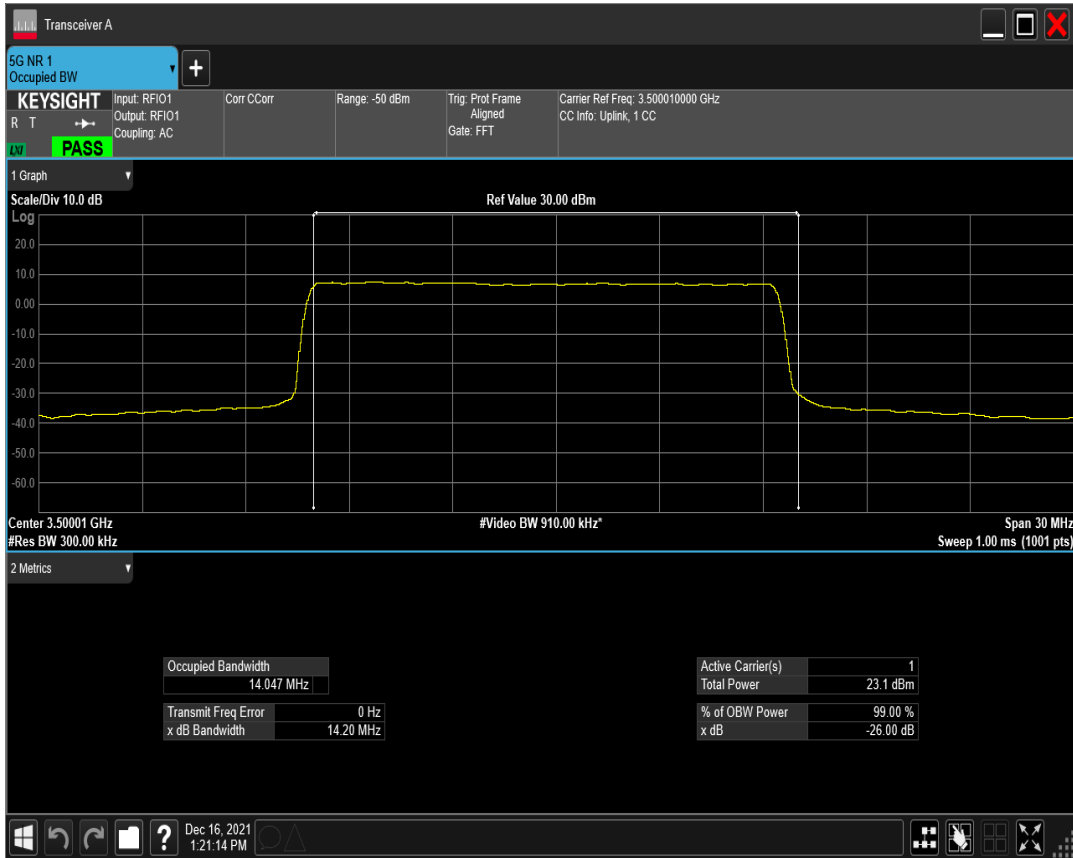 Transceiver A
5G NR 1
Occupied BW
KEYSIGHT
R T
LXI
PASS
Input: RFIO1
Output: RFIO1
Coupling: AC
Corr CCorr
Range: -50 dBm
Trig: Prot Frame
Aligned
Gate: FFT
Carrier Ref Freq: 3.500010000 GHz
CC Info: Uplink, 1 CC
1 Graph
Scale/Div 10.0 dB
Ref Value 30.00 dBm
Log
20.0
10.0
0.00
-10.0
-20.0
-30.0
-40.0
-50.0
-60.0
Center 3.50001 GHz
#Video BW 910.00 kHz*
Span 30 MHz
#Res BW 300.00 kHz
Sweep 1.00 ms (1001 pts)
2 Metrics
Occupied Bandwidth
14.047 MHz
Transmit Freq Error 0 Hz
x dB Bandwidth 14.20 MHz
Active Carrier(s) 1
Total Power 23.1 dBm
% of OBW Power 99.00 %
x dB -26.00 dB
?
Dec 16, 2021
1:21:14 PM